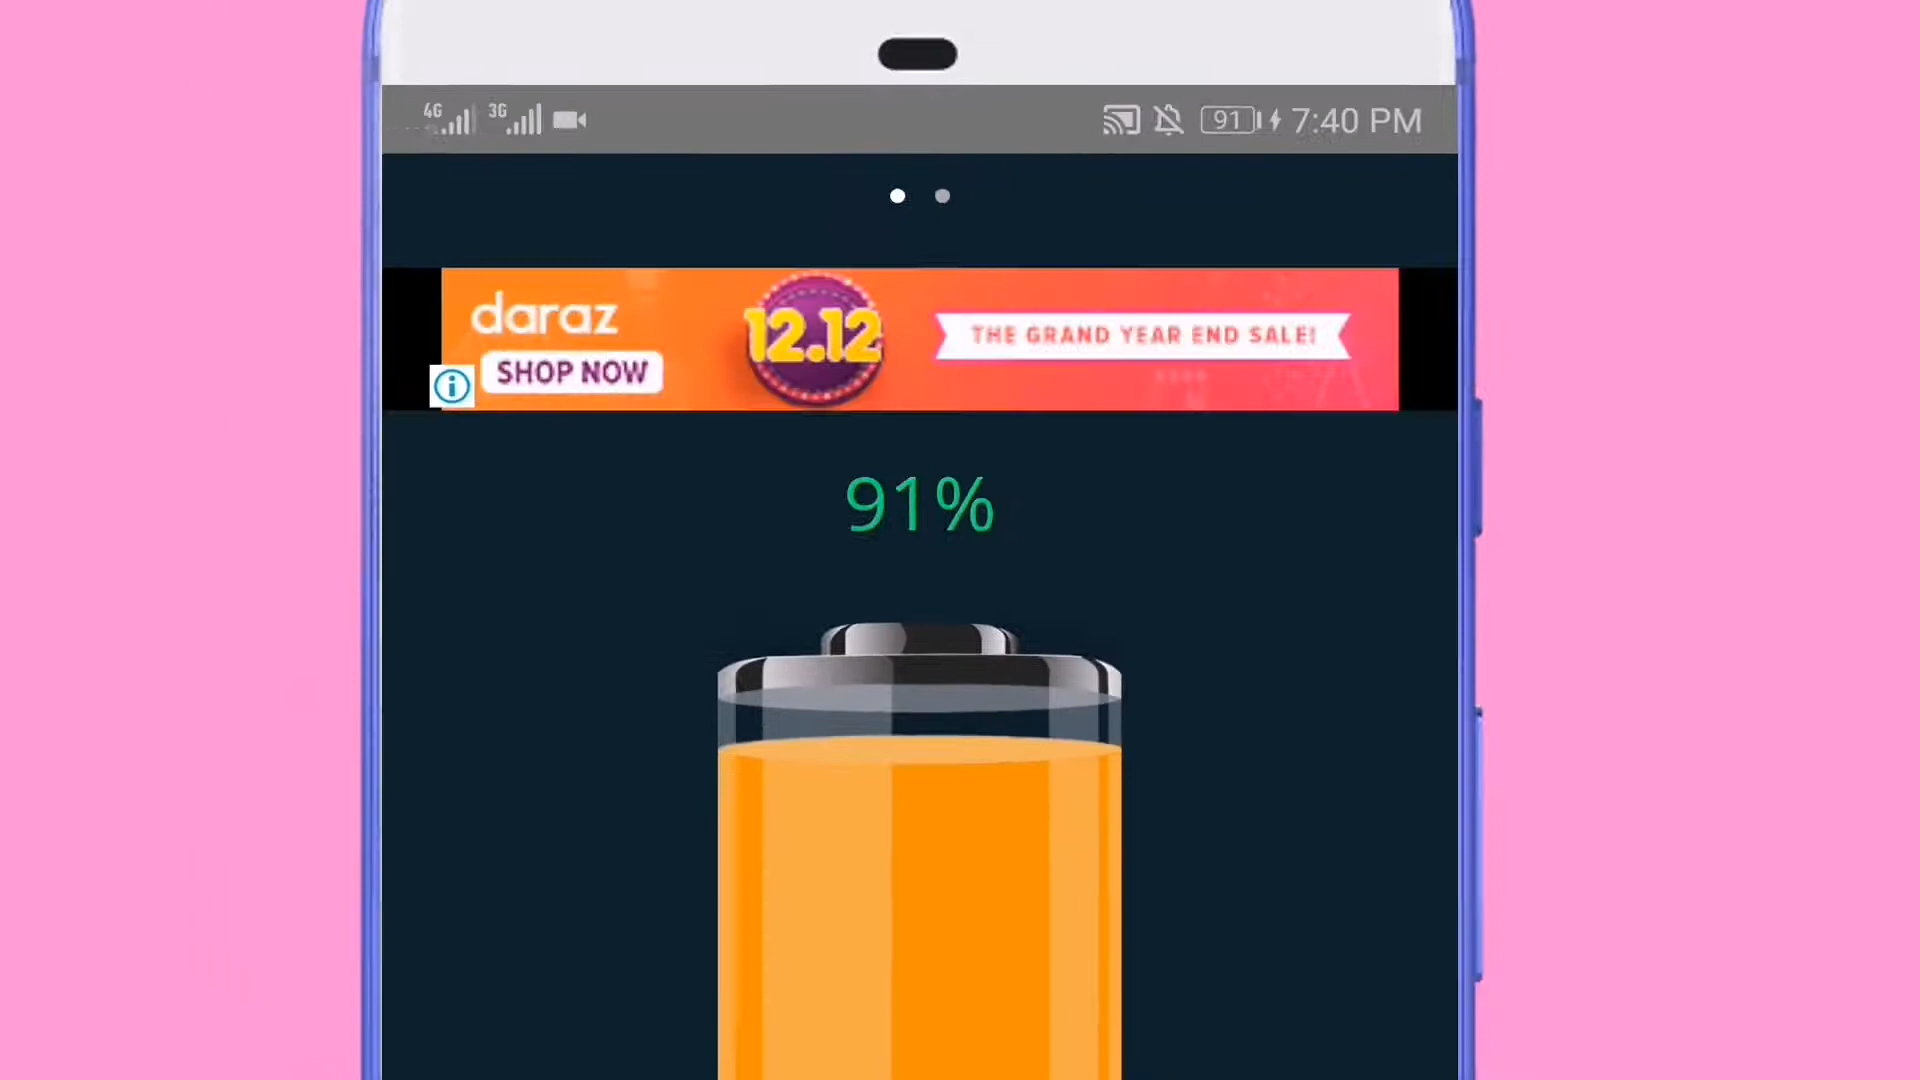 4G 3G 91 7:40 PM
daraz
SHOP NOW
12.12
THE GRAND YEAR END SALE!
91%